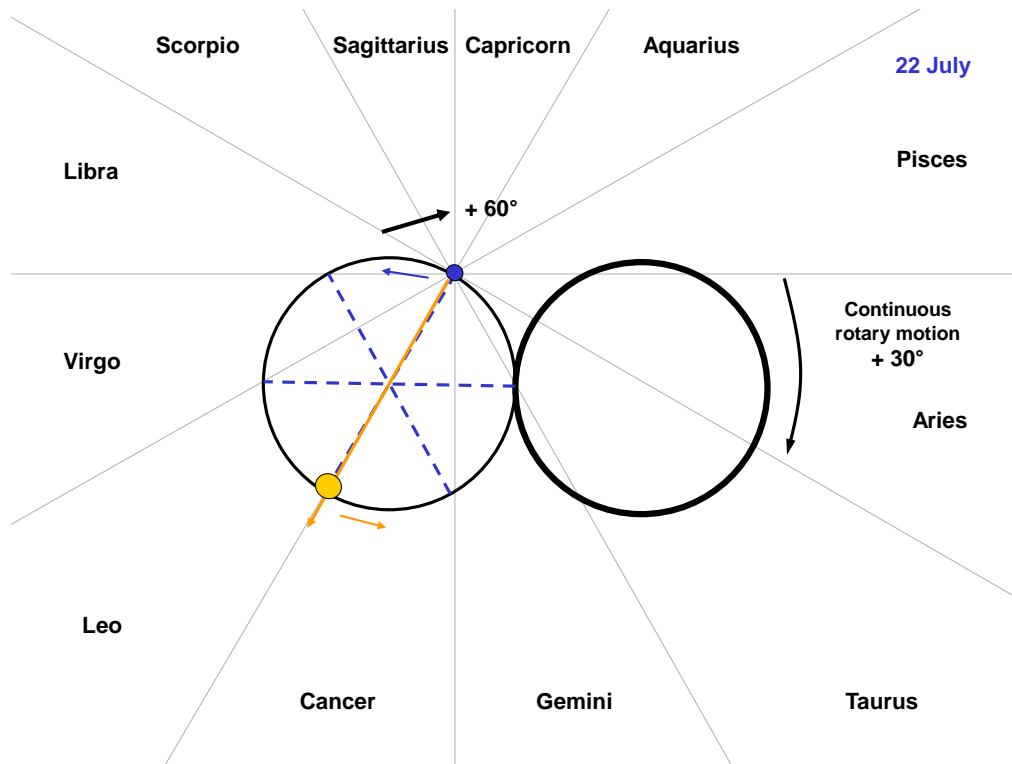 Scorpio
Sagittarius
Capricorn
Aquarius
22 July
Libra
Pisces
+ 60°
Continuous
rotary motion
+ 30°
Virgo
Aries
Leo
Cancer
Gemini
Taurus